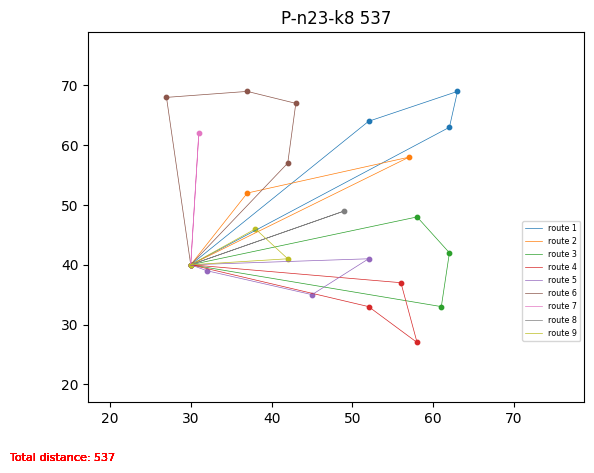 P-n23-k8 537
70
60
50
40
30
20
20 30 40 50 60 70
route 1
route 2
route 3
route 4
route 5
route 6
route 7
route 8
route 9
Total distance: 537